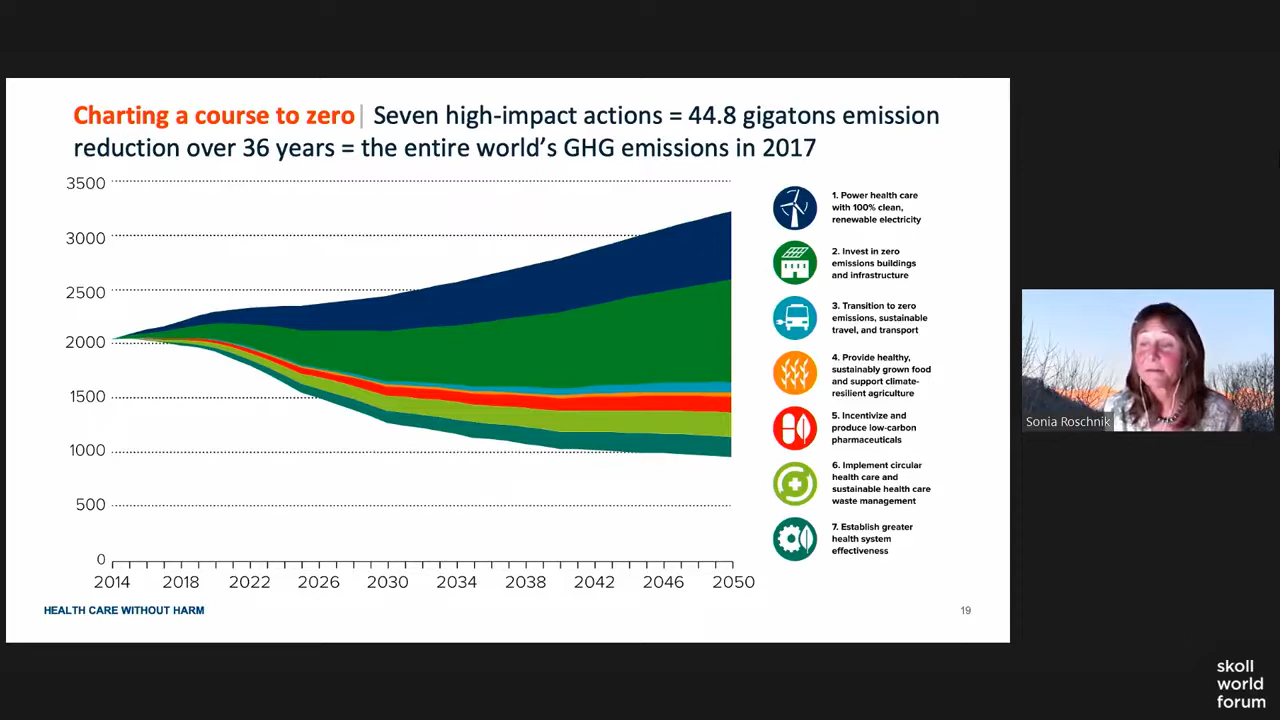 Charting a course to zero| Seven high-impact actions = 44.8 gigatons emission
reduction over 36 years = the entire world’s GHG emissions in 2017
3500
3000
2500
2000
1500
1000
500
0
2014 2018 2022 2026 2030 2034 2038 2042 2046 2050
1. Power health care
with 100% clean,
renewable electricity
2. Invest in zero
emissions buildings
and infrastructure
3. Transition to zero
emissions, sustainable
travel, and transport
4. Provide healthy,
sustainably grown food
and support climate-
resilient agriculture
5. Incentivize and
produce low-carbon
pharmaceuticals
6. Implement circular
health care and
sustainable health care
waste management
7. Establish greater
health system
effectiveness
HEALTH CARE WITHOUT HARM
19
Sonia Roschnik
skoll
world
forum